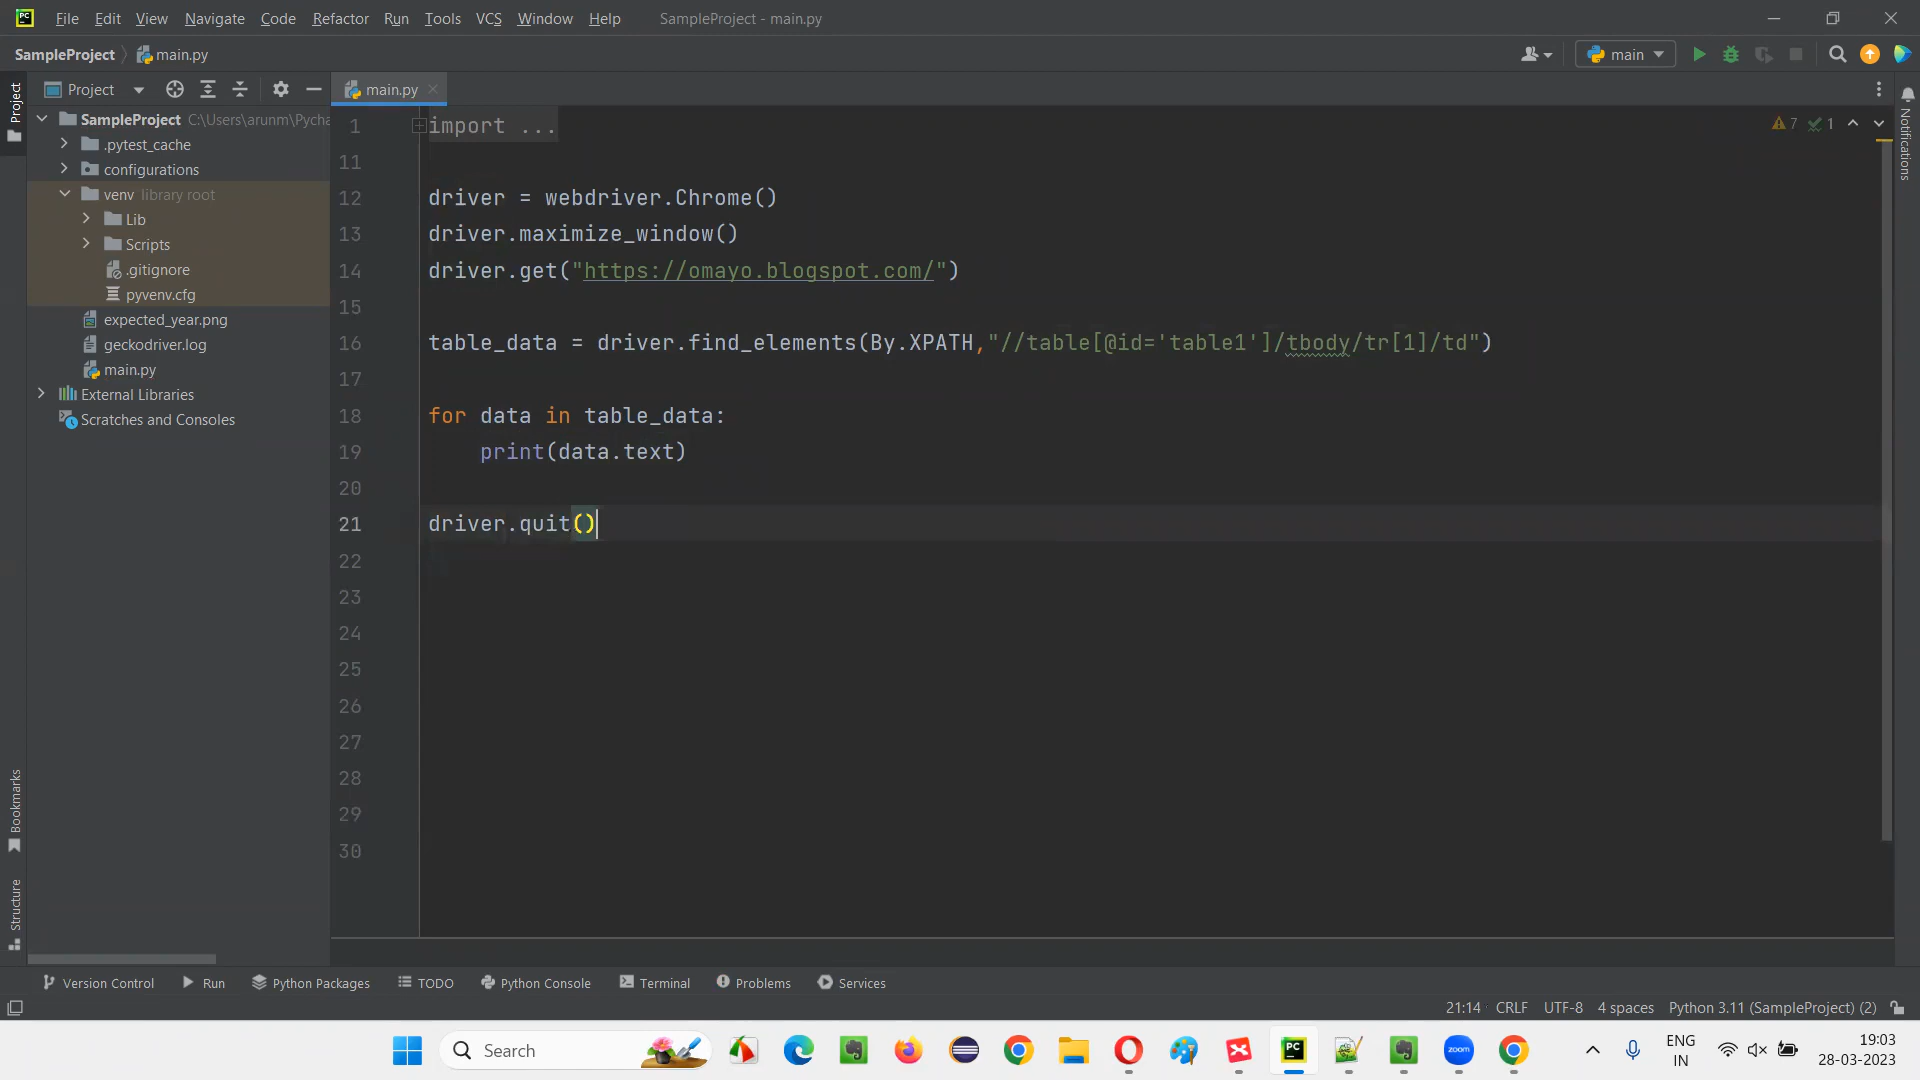 File Edit View Navigate Code Refactor Run Tools VCS Window Help SampleProject - main.py
SampleProject main.py
main
Project
main.py
Project
SampleProject C:\Users\arunm\Pycha
.pytest_cache
configurations
venv library root
Lib
Scripts
.gitignore
pyvenv.cfg
expected_year.png
geckodriver.log
main.py
External Libraries
Scratches and Consoles
7 1
1 import ...
11
12 driver = webdriver.Chrome()
13 driver.maximize_window()
14 driver.get("https://omayo.blogspot.com/")
15
16 table_data = driver.find_elements(By.XPATH,"//table[@id='table1']/tbody/tr[1]/td")
17
18 for data in table_data:
19 print(data.text)
20
21 driver.quit()
22
23
24
25
26
27
28
29
30
Notifications
Bookmarks
Structure
Version Control Run Python Packages TODO Python Console Terminal Problems Services
21:14 CRLF UTF-8 4 spaces Python 3.11 (SampleProject) (2)
Search
zoom
ENG
IN
19:03
28-03-2023